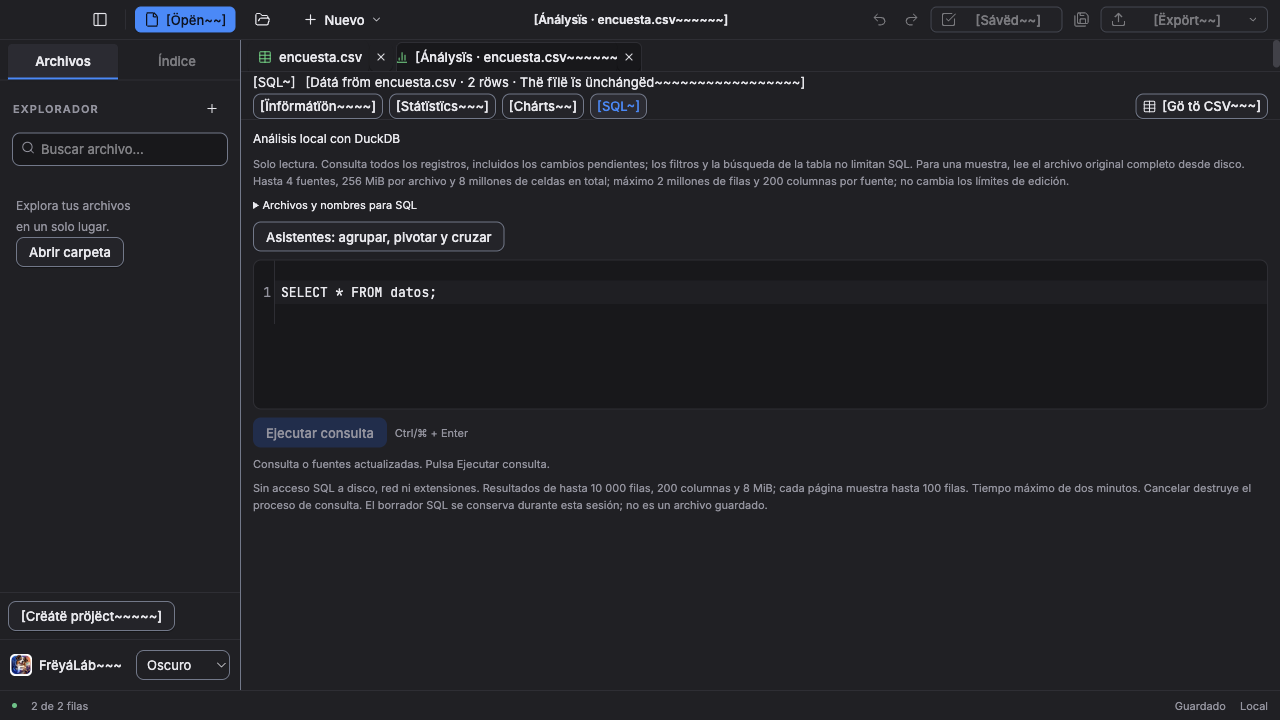 [Öpën~~]
Nuevo
[Ánálysïs · encuesta.csv~~~~~~]
[Sávëd~~]
[Ëxpört~~]
Archivos
Índice
encuesta.csv
[Ánálysïs · encuesta.csv~~~~~~
[SQL~] [Dátá fröm encuesta.csv · 2 röws · Thë fïlë ïs ünchángëd~~~~~~~~~~~~~~~~~]
[Ïnförmátïön~~~~]
[Státïstïcs~~~]
[Chárts~~]
[SQL~]
[Gö tö CSV~~~]
EXPLORADOR
Buscar archivo...
Explora tus archivos
en un solo lugar.
Abrir carpeta
Análisis local con DuckDB
Solo lectura. Consulta todos los registros, incluidos los cambios pendientes; los filtros y la búsqueda de la tabla no limitan SQL. Para una muestra, lee el archivo original completo desde disco.
Hasta 4 fuentes, 256 MiB por archivo y 8 millones de celdas en total; máximo 2 millones de filas y 200 columnas por fuente; no cambia los límites de edición.
Archivos y nombres para SQL
Asistentes: agrupar, pivotar y cruzar
1 SELECT * FROM datos;
Ejecutar consulta
Ctrl/⌘ + Enter
Consulta o fuentes actualizadas. Pulsa Ejecutar consulta.
Sin acceso SQL a disco, red ni extensiones. Resultados de hasta 10 000 filas, 200 columnas y 8 MiB; cada página muestra hasta 100 filas. Tiempo máximo de dos minutos. Cancelar destruye el
proceso de consulta. El borrador SQL se conserva durante esta sesión; no es un archivo guardado.
[Crëátë pröjëct~~~~~]
FrëyáLáb~~~
Oscuro
2 de 2 filas
Guardado
Local